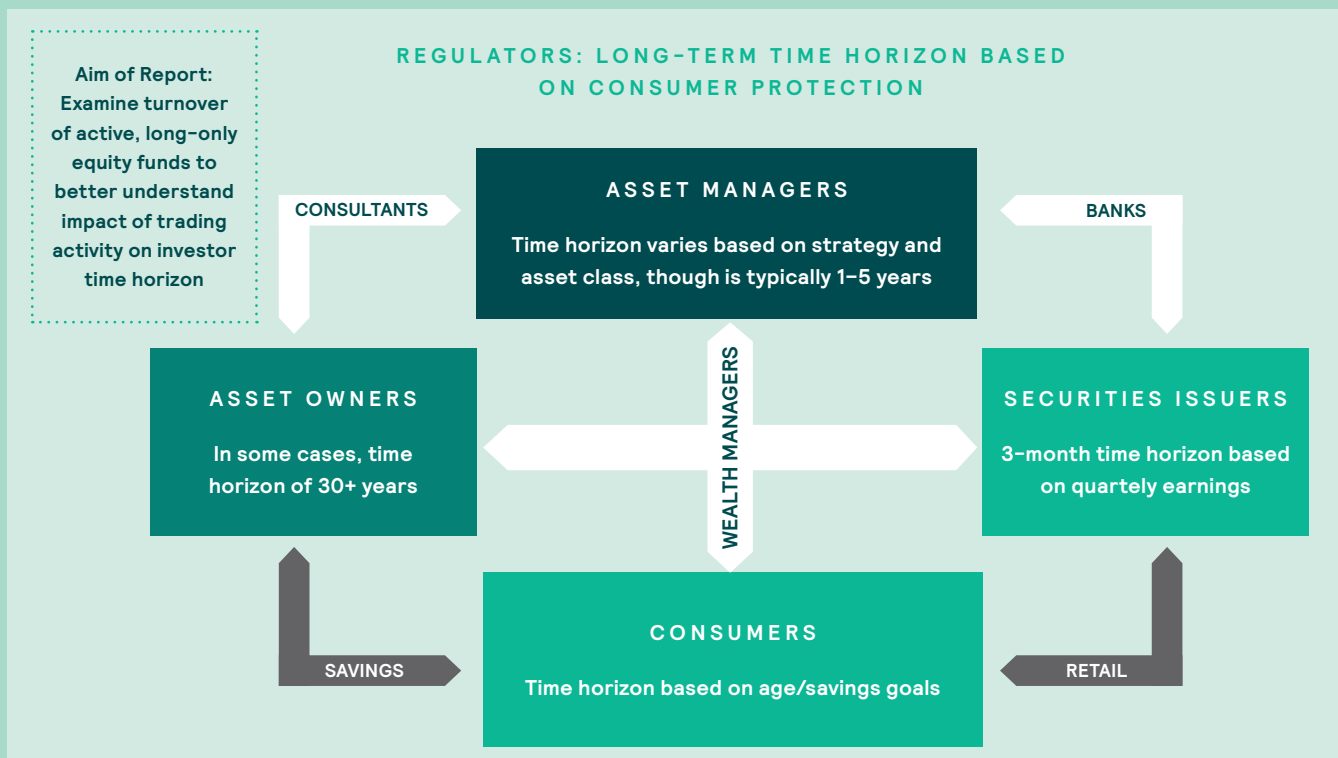 Aim of Report:
Examine turnover
of active, long-only
equity funds to
better understand
impact of trading
activity on investor
time horizon
REGULATORS: LONG-TERM TIME HORIZON BASED
ON CONSUMER PROTECTION
CONSULTANTS
ASSET MANAGERS
Time horizon varies based on strategy and
asset class, though is typically 1–5 years
BANKS
ASSET OWNERS
In some cases, time
horizon of 30+ years
WEALTH MANAGERS
SECURITIES ISSUERS
3-month time horizon based
on quartely earnings
SAVINGS
CONSUMERS
Time horizon based on age/savings goals
RETAIL